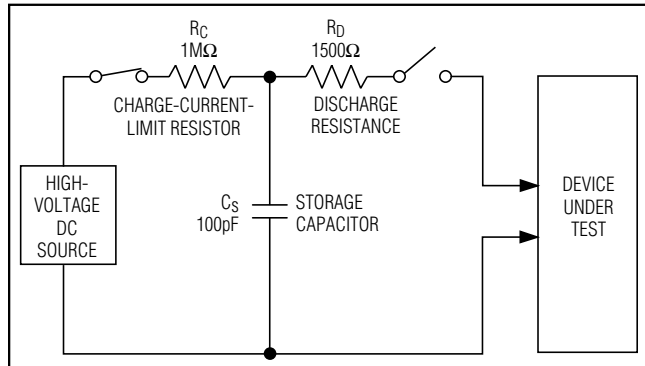 RC
1MΩ
CHARGE-CURRENT-
LIMIT RESISTOR
RD
1500Ω
DISCHARGE
RESISTANCE
HIGH-
VOLTAGE
DC
SOURCE
CS
100pF
STORAGE
CAPACITOR
DEVICE
UNDER
TEST